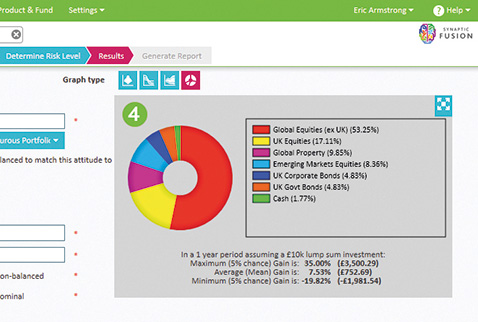 Product & Fund Settings Eric Armstrong ? Help
SYNAPTIC
FUSION
Determine Risk Level Results Generate Report
Graph type
4
urous Portfolio
lanced to match this attitude to
Global Equities (ex UK) (53.25%)
UK Equities (17.11%)
Global Property (9.85%)
Emerging Markets Equities (8.36%)
UK Corporate Bonds (4.83%)
UK Govt Bonds (4.83%)
Cash (1.77%)
on-balanced
ominal
In a 1 year period assuming a £10k lump sum investment:
Maximum (5% chance) Gain is: 35.00% (£3,500.29)
Average (Mean) Gain is: 7.53% (£752.69)
Minimum (5% chance) Gain is: -19.82% (-£1,981.54)